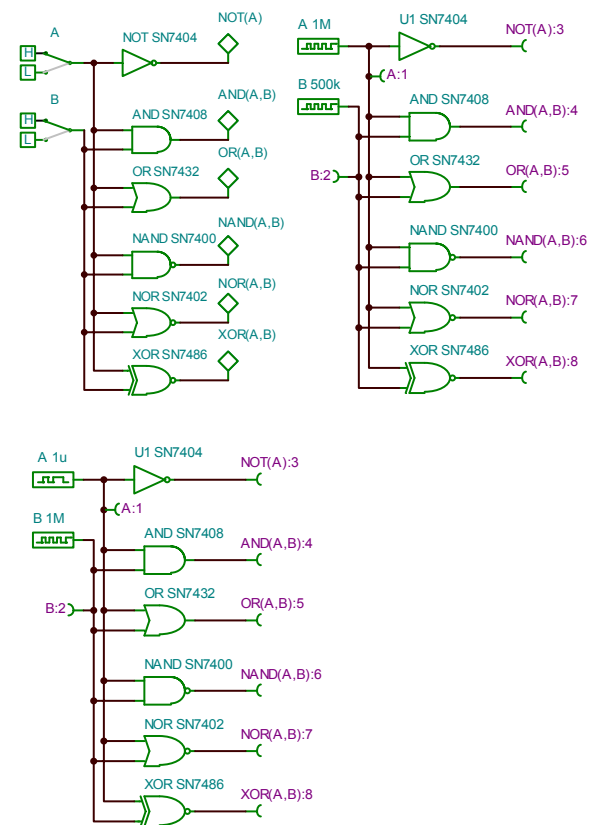 A
NOT SN7404
NOT(A)
H
L
B
H
L
AND SN7408
AND(A,B)
OR SN7432
OR(A,B)
NAND SN7400
NAND(A,B)
NOR SN7402
NOR(A,B)
XOR SN7486
XOR(A,B)
A 1M
U1 SN7404
NOT(A):3
A:1
B 500k
AND SN7408
AND(A,B):4
OR SN7432
B:2
OR(A,B):5
NAND SN7400
NAND(A,B):6
NOR SN7402
NOR(A,B):7
XOR SN7486
XOR(A,B):8
A 1u
U1 SN7404
NOT(A):3
A:1
B 1M
AND SN7408
AND(A,B):4
OR SN7432
B:2
OR(A,B):5
NAND SN7400
NAND(A,B):6
NOR SN7402
NOR(A,B):7
XOR SN7486
XOR(A,B):8